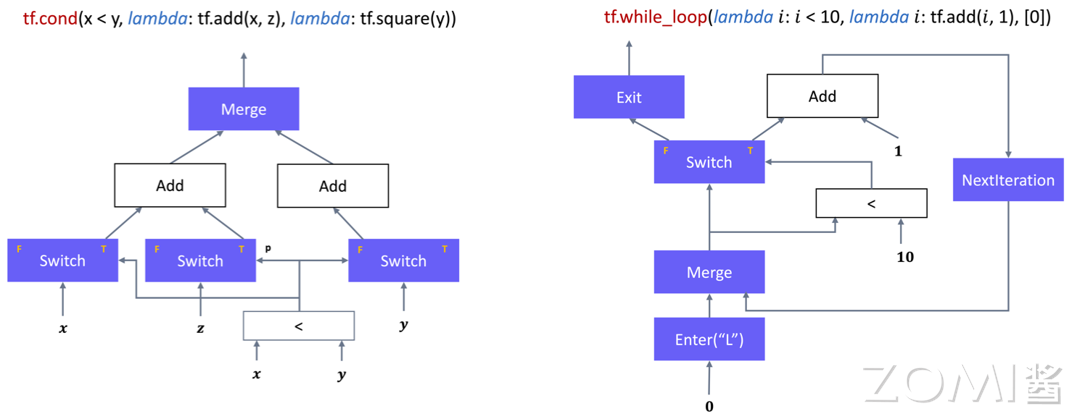 tf.cond(x < y, lambda: tf.add(x, z), lambda: tf.square(y))
Merge
Add
Add
F Switch T
F Switch T
p
F Switch T
x
z
<
y
x
y
tf.while_loop(lambda i: i < 10, lambda i: tf.add(i, 1), [0])
Exit
Add
F Switch T
1
NextIteration
<
10
Merge
Enter(“L”)
0
ZOMI酱